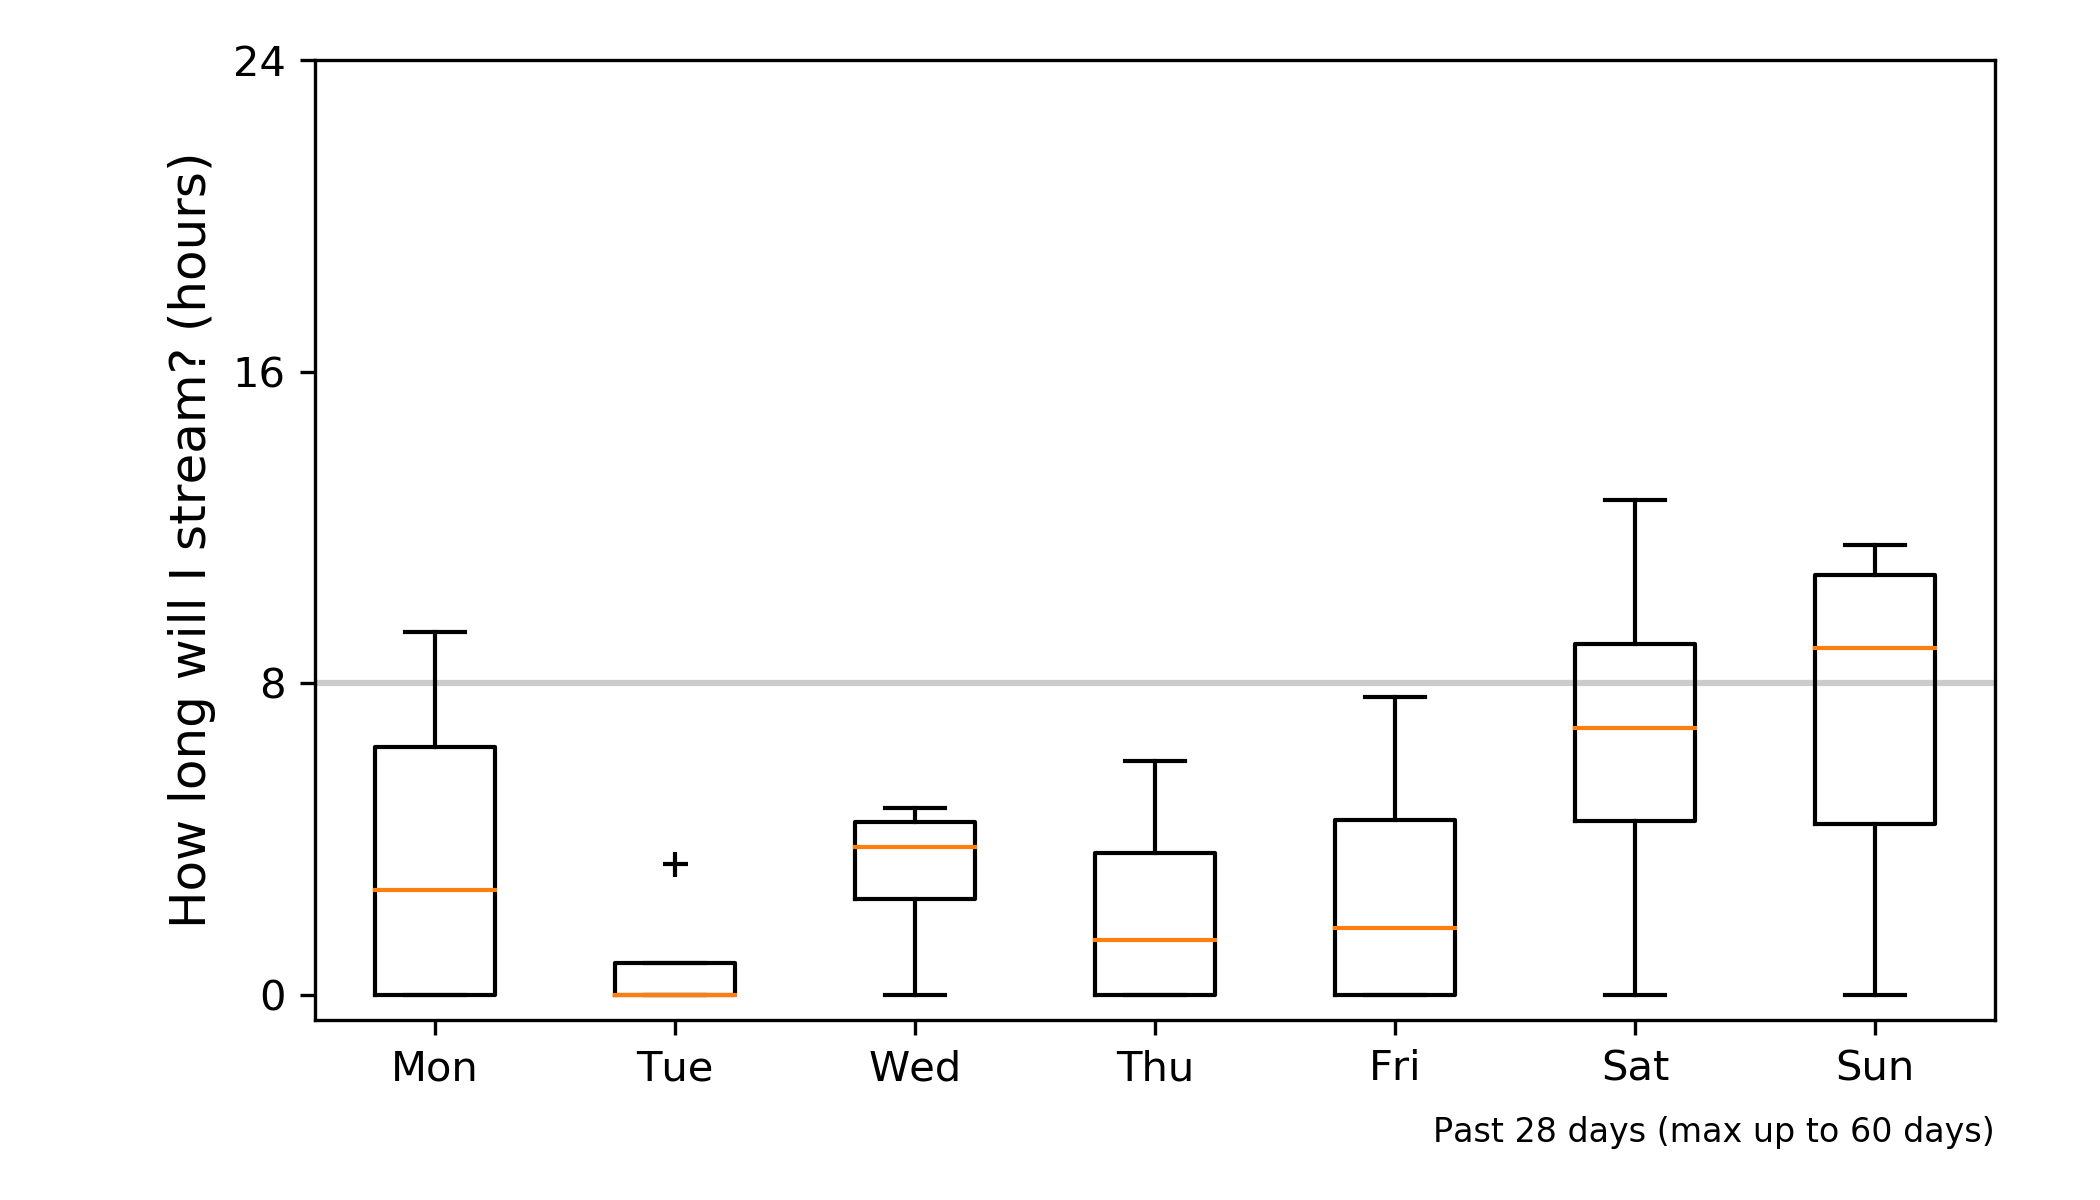 How long will I stream? (hours)
24
16
8
0
Mon Tue Wed Thu Fri Sat Sun
Past 28 days (max up to 60 days)